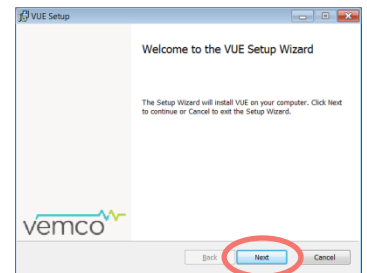 VUE Setup
Welcome to the VUE Setup Wizard
The Setup Wizard will install VUE on your computer. Click Next
to continue or Cancel to exit the Setup Wizard.
vemco
Back Next Cancel